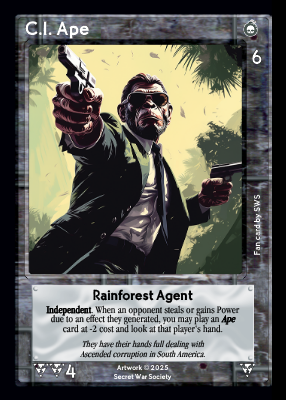 C.I. Ape
6
Fan card by SWS
Rainforest Agent
Independent. When an opponent steals or gains Power
due to an effect they generated, you may play an Ape
card at -2 cost and look at that player's hand.
They have their hands full dealing with
Ascended corruption in South America.
4
Artwork © 2025
Secret War Society